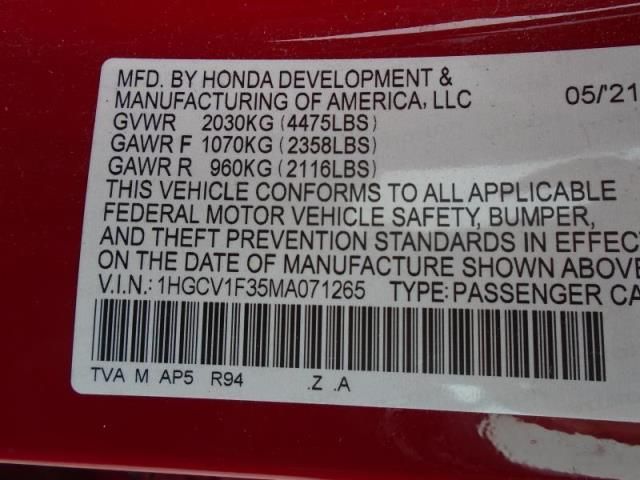 MFD. BY HONDA DEVELOPMENT &
MANUFACTURING OF AMERICA, LLC 05/'21
GVWR 2030KG (4475LBS)
GAWR F 1070KG (2358LBS)
GAWR R 960KG (2116LBS)
THIS VEHICLE CONFORMS TO ALL APPLICABLE
FEDERAL MOTOR VEHICLE SAFETY, BUMPER,
AND THEFT PREVENTION STANDARDS IN EFFEC
ON THE DATE OF MANUFACTURE SHOWN ABOVE
V.I.N.: 1HGCV1F35MA071265 TYPE: PASSENGER CA
TVA M AP5 R94 .Z .A